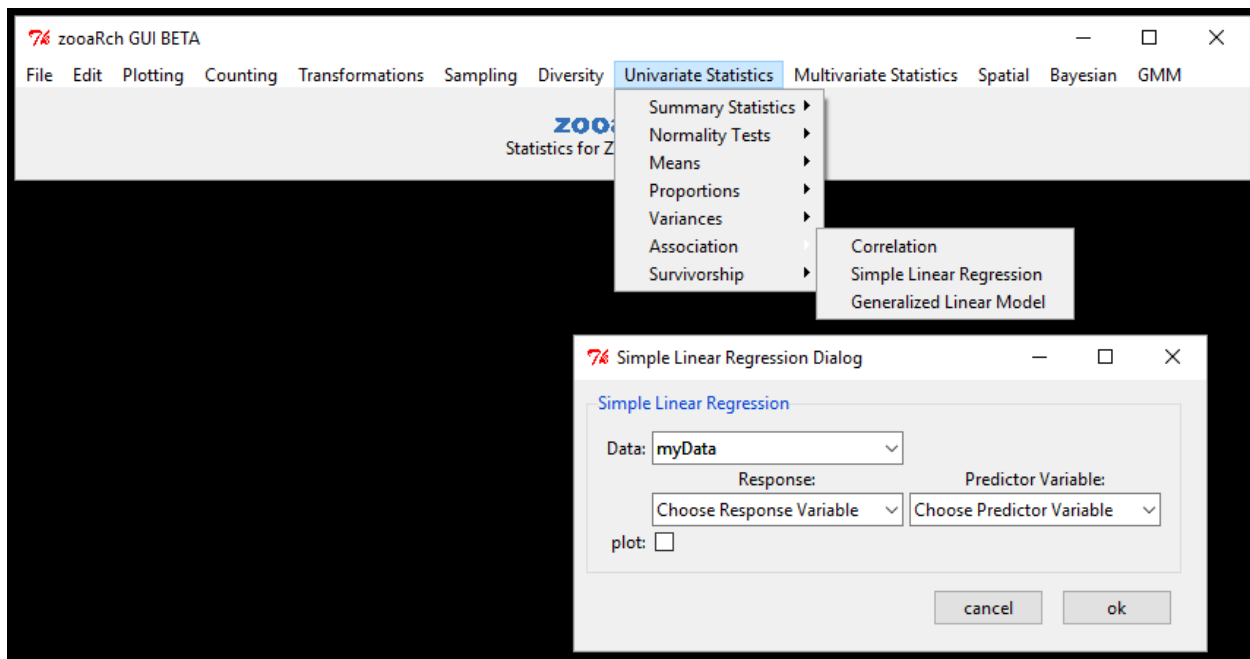 zooaRch GUI BETA
File Edit Plotting Counting Transformations Sampling Diversity Univariate Statistics Multivariate Statistics Spatial Bayesian GMM
Statistics for
Summary Statistics
Normality Tests
Means
Proportions
Variances
Association
Survivorship
Correlation
Simple Linear Regression
Generalized Linear Model
Simple Linear Regression Dialog
Simple Linear Regression
Data: myData
Response: Predictor Variable:
Choose Response Variable Choose Predictor Variable
plot:
cancel ok